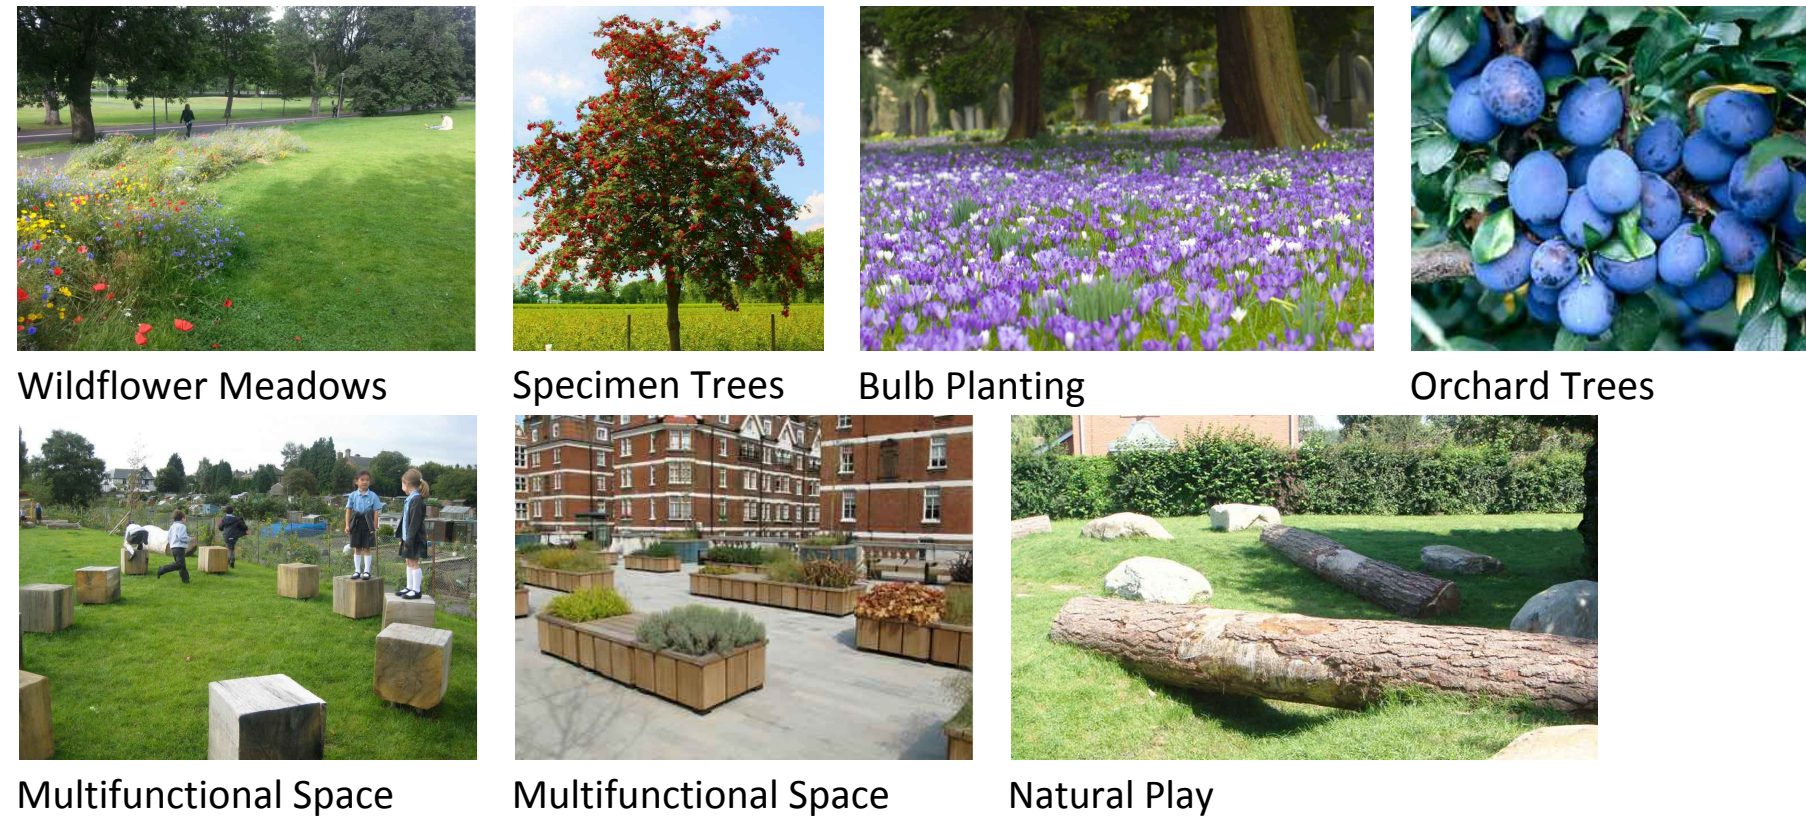 Wildflower Meadows
Specimen Trees
Bulb Planting
Orchard Trees
Multifunctional Space
Multifunctional Space
Natural Play